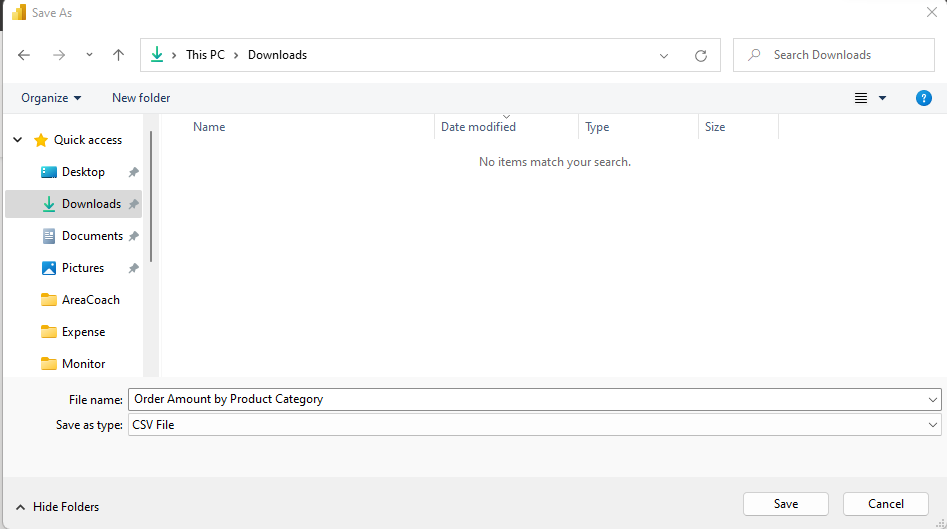 Save As
This PC > Downloads
Search Downloads
Organize
New folder
?
Name
Date modified
Type
Size
No items match your search.
Quick access
Desktop
Downloads
Documents
Pictures
AreaCoach
Expense
Monitor
File name: Order Amount by Product Category
Save as type: CSV File
Hide Folders
Save
Cancel